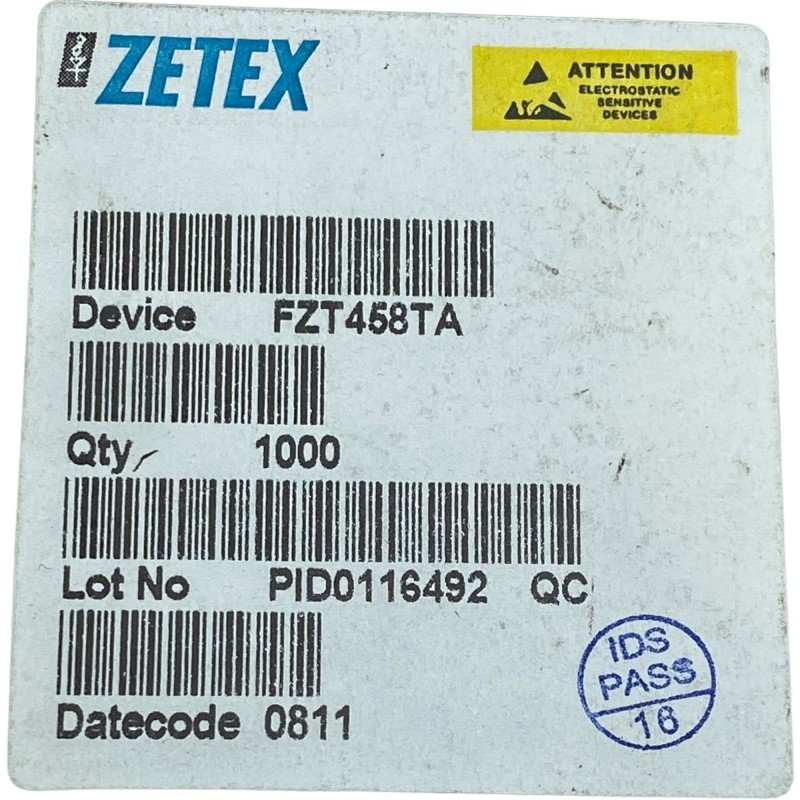 ZETEX
ATTENTION
ELECTROSTATIC
SENSITIVE
DEVICES
Device FZT458TA
Qty 1000
Lot No PID0116492 QC
Datecode 0811
IDS
PASS
16